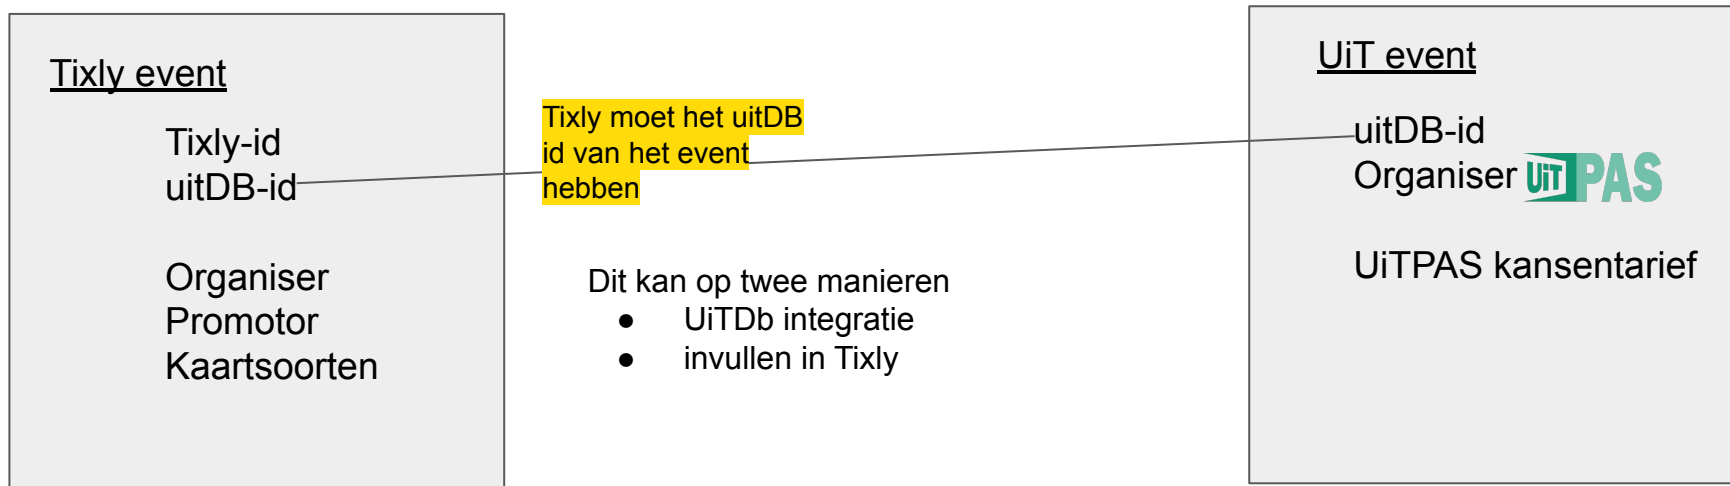 Tixly event
Tixly-id
uitDB-id
Organiser
Promotor
Kaartsoorten
Tixly moet het uitDB
id van het event
hebben
Dit kan op twee manieren
● UiTDb integratie
● invullen in Tixly
UiT event
uitDB-id
Organiser UiTPAS
UiTPAS kansentarief